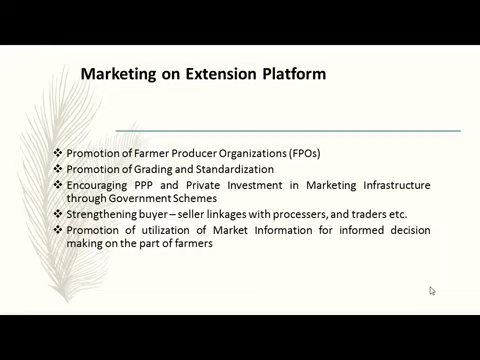 Marketing on Extension Platform
❖ Promotion of Farmer Producer Organizations (FPOs)
❖ Promotion of Grading and Standardization
❖ Encouraging PPP and Private Investment in Marketing Infrastructure
through Government Schemes
❖ Strengthening buyer – seller linkages with processers, and traders etc.
❖ Promotion of utilization of Market Information for informed decision
making on the part of farmers